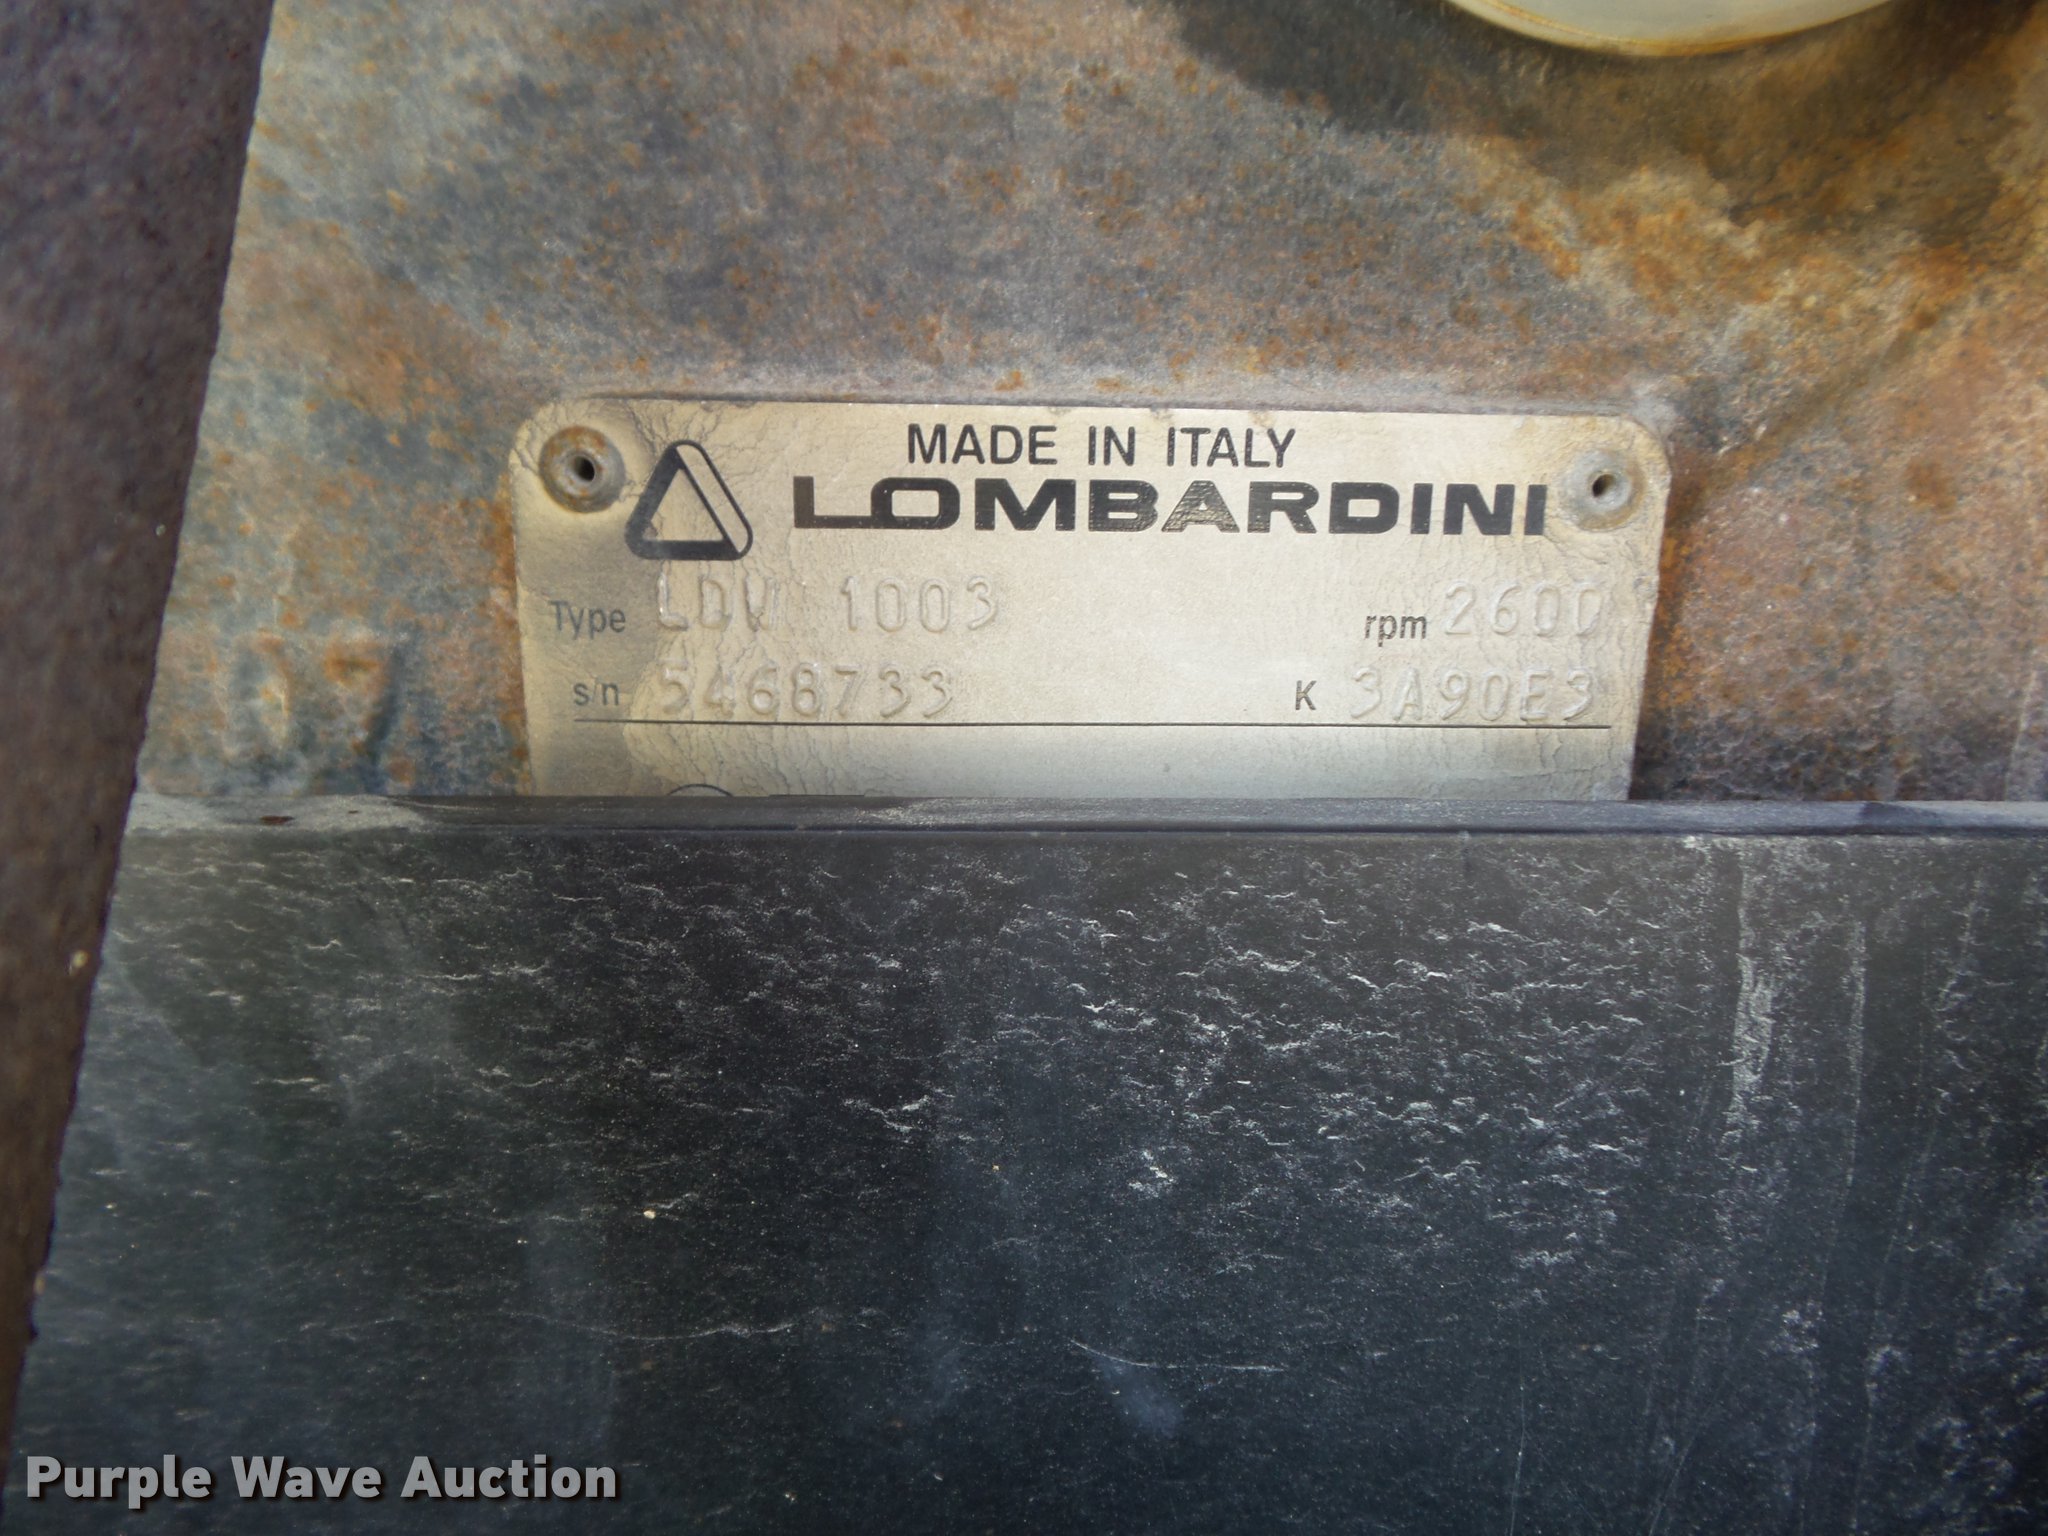 MADE IN ITALY
LOMBARDINI
Type LDW 1003 rpm 2600
s/n 5468733 K 3A90E3
Purple Wave Auction